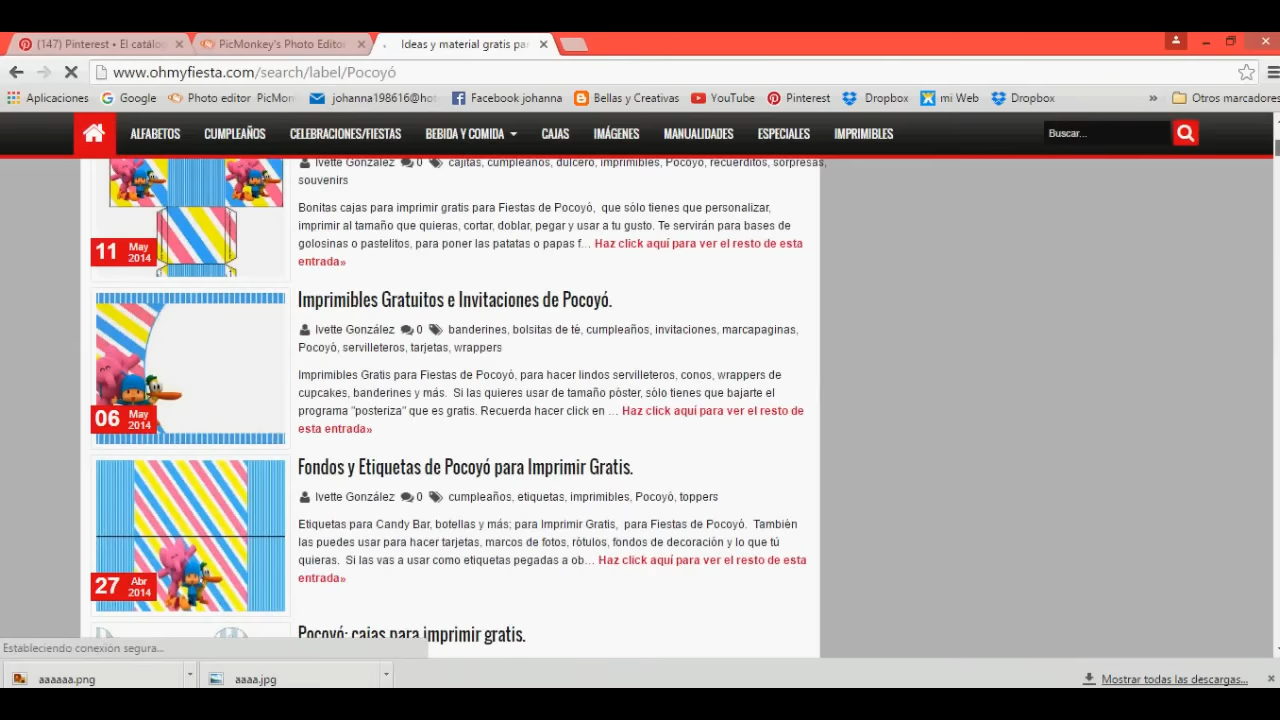 (147) Pinterest • El catálo
PicMonkey's Photo Editor
Ideas y material gratis par
www.ohmyfiesta.com/search/label/Pocoyó
Aplicaciones
Google
Photo editor PicMon
johanna198616@hot
Facebook johanna
Bellas y Creativas
YouTube
Pinterest
Dropbox
mi Web
Dropbox
»
Otros marcadores
ALFABETOS
CUMPLEAÑOS
CELEBRACIONES/FIESTAS
BEBIDA Y COMIDA
CAJAS
IMÁGENES
MANUALIDADES
ESPECIALES
IMPRIMIBLES
Buscar...
Ivette González 0 cajitas, cumpleaños, dulcero, imprimibles, Pocoyó, recuerditos, sorpresas,
souvenirs
Bonitas cajas para imprimir gratis para Fiestas de Pocoyó, que sólo tienes que personalizar,
imprimir al tamaño que quieras, cortar, doblar, pegar y usar a tu gusto. Te servirán para bases de
golosinas o pastelitos, para poner las patatas o papas f... Haz click aquí para ver el resto de esta
entrada»
11 May
2014
Imprimibles Gratuitos e Invitaciones de Pocoyó.
Ivette González 0 banderines, bolsitas de té, cumpleaños, invitaciones, marcapaginas,
Pocoyó, servilleteros, tarjetas, wrappers
Imprimibles Gratis para Fiestas de Pocoyó, para hacer lindos servilleteros, conos, wrappers de
cupcakes, banderines y más. Si las quieres usar de tamaño póster, sólo tienes que bajarte el
programa "posteriza" que es gratis. Recuerda hacer click en ... Haz click aquí para ver el resto de
esta entrada»
06 May
2014
Fondos y Etiquetas de Pocoyó para Imprimir Gratis.
Ivette González 0 cumpleaños, etiquetas, imprimibles, Pocoyó, toppers
Etiquetas para Candy Bar, botellas y más; para Imprimir Gratis, para Fiestas de Pocoyó. También
las puedes usar para hacer tarjetas, marcos de fotos, rótulos, fondos de decoración y lo que tú
quieras. Si las vas a usar como etiquetas pegadas a ob... Haz click aquí para ver el resto de esta
entrada»
27 Abr
2014
Pocoyó: cajas para imprimir gratis.
Estableciendo conexión segura...
aaaaaa.png
aaaa.jpg
Mostrar todas las descargas...